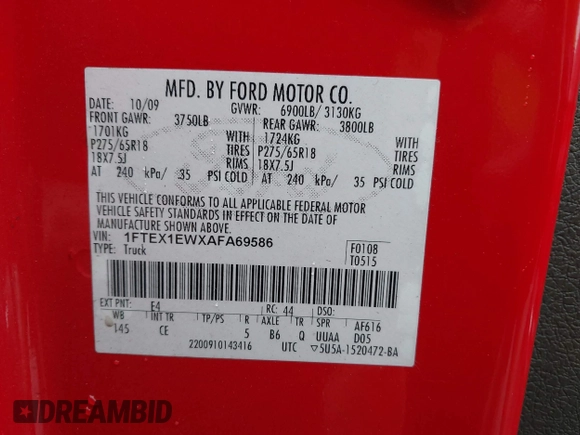 MFD. BY FORD MOTOR CO.
DATE: 10/09 GVWR: 6900LB/ 3130KG
FRONT GAWR: 3750LB REAR GAWR: 3800LB
1701KG WITH 1724KG WITH
P275/65R18 TIRES P275/65R18 TIRES
18X7.5J RIMS 18X7.5J RIMS
AT 240 kPa/ 35 PSI COLD AT 240 kPa/ 35 PSI COLD
THIS VEHICLE CONFORMS TO ALL APPLICABLE FEDERAL MOTOR
VEHICLE SAFETY STANDARDS IN EFFECT ON THE DATE OF
MANUFACTURE SHOWN ABOVE.
VIN: 1FTEX1EWXAFA69586 F0108
TYPE: Truck T0515
EXT PNT: E4 RC: 44 DSO:
WB INT TR TP/PS R AXLE TR SPR AF616
145 CE 5 B6 Q UUAA D05
2200910143416 UTC ▽5U5A-1520472-BA
DREAMBID